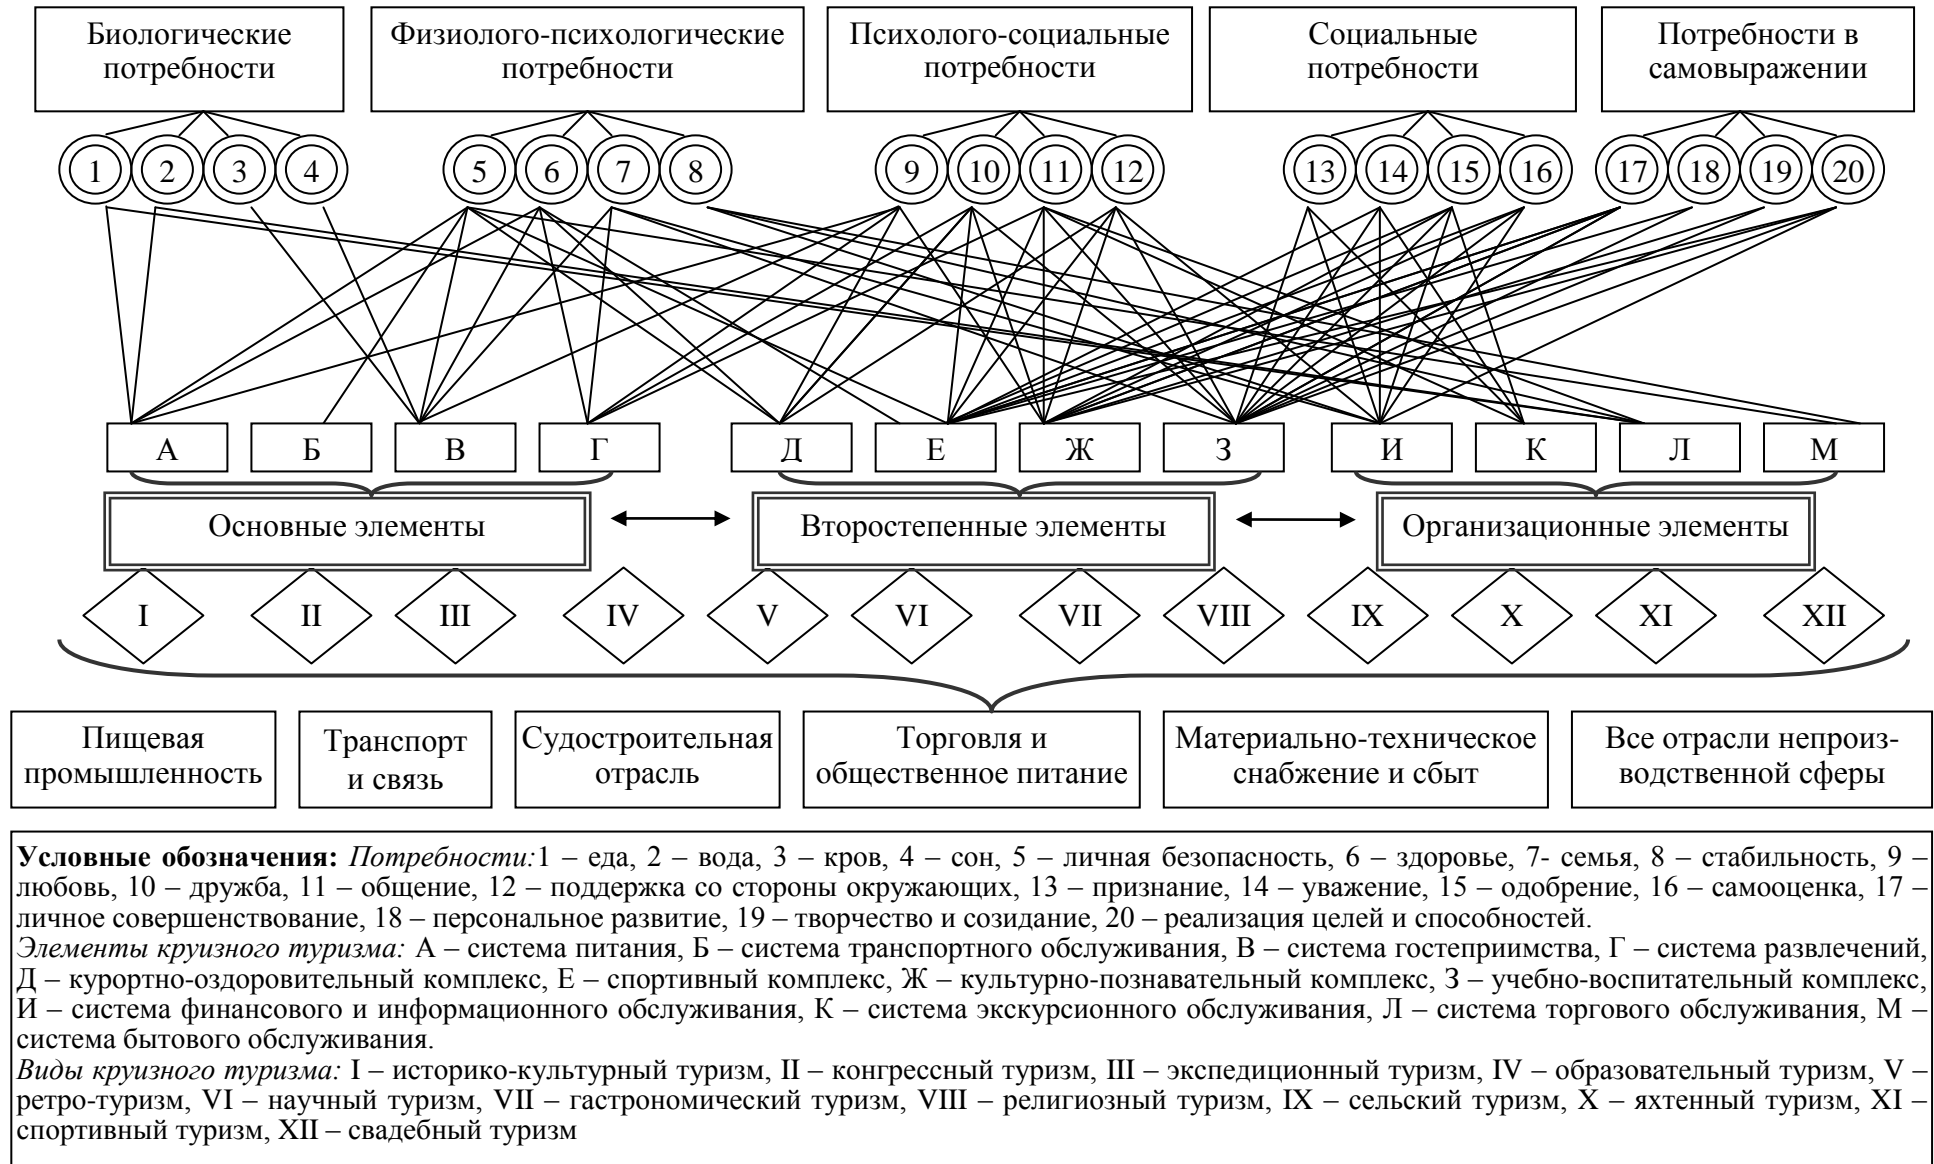 Биологические
потребности
Физиолого-психологические
потребности
Психолого-социальные
потребности
Социальные
потребности
Потребности в
самовыражении
1 2 3 4 5 6 7 8 9 10 11 12 13 14 15 16 17 18 19 20
А Б В Г Д Е Ж З И К Л М
Основные элементы
Второстепенные элементы
Организационные элементы
I II III IV V VI VII VIII IX X XI XII
Пищевая
промышленность
Транспорт
и связь
Судостроительная
отрасль
Торговля и
общественное питание
Материально-техническое
снабжение и сбыт
Все отрасли непроиз-
водственной сферы
Условные обозначения: Потребности:1 – еда, 2 – вода, 3 – кров, 4 – сон, 5 – личная безопасность, 6 – здоровье, 7- семья, 8 – стабильность, 9 –
любовь, 10 – дружба, 11 – общение, 12 – поддержка со стороны окружающих, 13 – признание, 14 – уважение, 15 – одобрение, 16 – самооценка, 17 –
личное совершенствование, 18 – персональное развитие, 19 – творчество и созидание, 20 – реализация целей и способностей.
Элементы круизного туризма: А – система питания, Б – система транспортного обслуживания, В – система гостеприимства, Г – система развлечений,
Д – курортно-оздоровительный комплекс, Е – спортивный комплекс, Ж – культурно-познавательный комплекс, З – учебно-воспитательный комплекс,
И – система финансового и информационного обслуживания, К – система экскурсионного обслуживания, Л – система торгового обслуживания, М –
система бытового обслуживания.
Виды круизного туризма: I – историко-культурный туризм, II – конгрессный туризм, III – экспедиционный туризм, IV – образовательный туризм, V –
ретро-туризм, VI – научный туризм, VII – гастрономический туризм, VIII – религиозный туризм, IX – сельский туризм, X – яхтенный туризм, XI –
спортивный туризм, XII – свадебный туризм